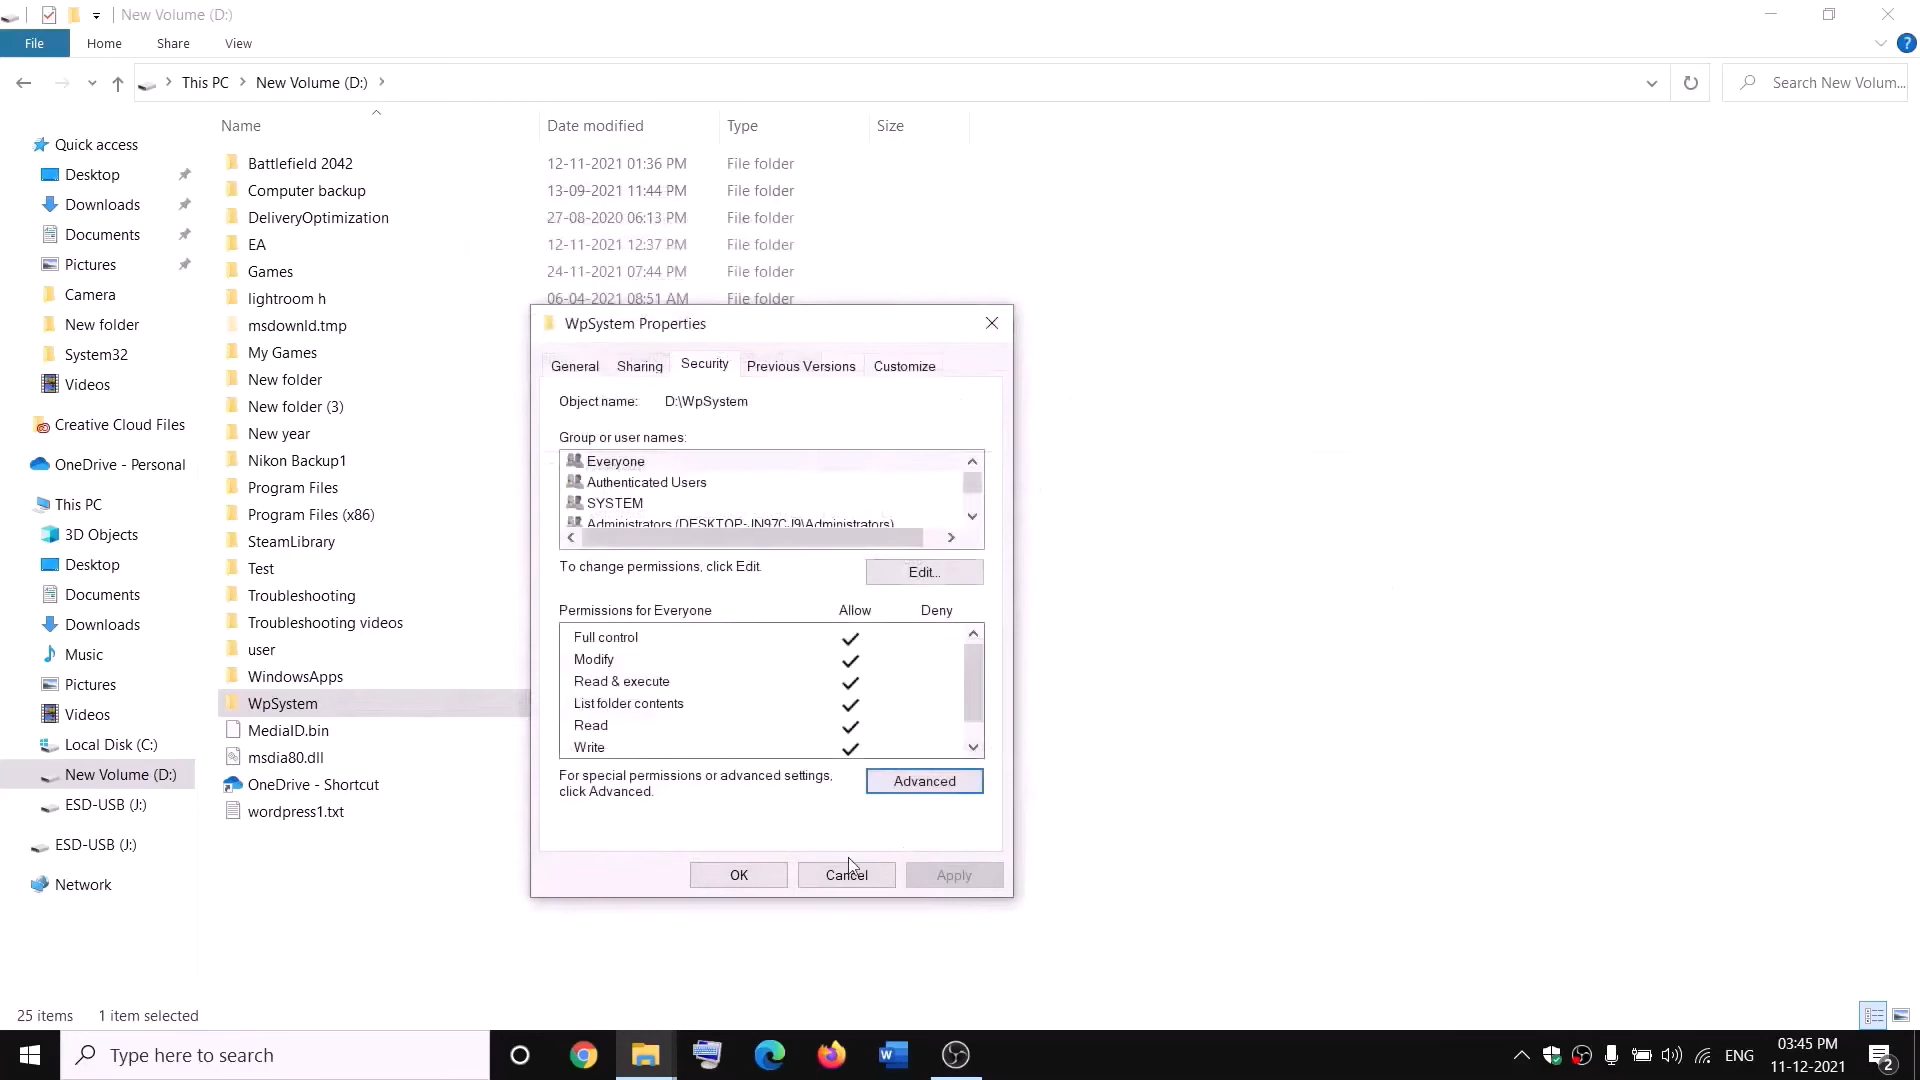 New Volume (D:)
File Home Share View
This PC New Volume (D:)
Search New Volum...
Name Date modified Type Size
Quick access
Desktop
Downloads
Documents
Pictures
Camera
New folder
System32
Videos
Creative Cloud Files
OneDrive - Personal
This PC
3D Objects
Desktop
Documents
Downloads
Music
Pictures
Videos
Local Disk (C:)
New Volume (D:)
ESD-USB (J:)
ESD-USB (J:)
Network
Battlefield 2042 12-11-2021 01:36 PM File folder
Computer backup 13-09-2021 11:44 PM File folder
DeliveryOptimization 27-08-2020 06:13 PM File folder
EA 12-11-2021 12:37 PM File folder
Games 24-11-2021 07:44 PM File folder
lightroom h 06-04-2021 08:51 AM File folder
msdownld.tmp
My Games
New folder
New folder (3)
New year
Nikon Backup1
Program Files
Program Files (x86)
SteamLibrary
Test
Troubleshooting
Troubleshooting videos
user
WindowsApps
WpSystem
MediaID.bin
msdia80.dll
OneDrive - Shortcut
wordpress1.txt
WpSystem Properties
General Sharing Security Previous Versions Customize
Object name: D:\WpSystem
Group or user names:
Everyone
Authenticated Users
SYSTEM
Administrators (DESKTOP-JN97CJ9\Administrators)
To change permissions, click Edit.
Edit...
Permissions for Everyone Allow Deny
Full control
Modify
Read & execute
List folder contents
Read
Write
For special permissions or advanced settings,
click Advanced.
Advanced
OK Cancel Apply
25 items 1 item selected
Type here to search
ENG
03:45 PM
11-12-2021
2